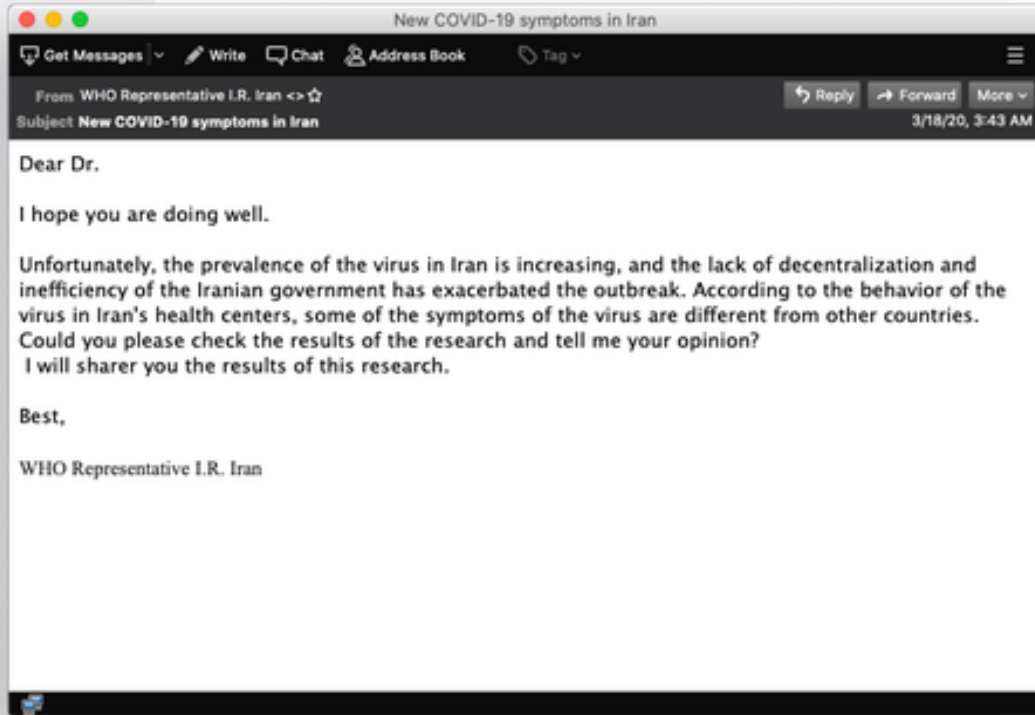 New COVID-19 symptoms in Iran
Get Messages Write Chat Address Book Tag
From WHO Representative I.R. Iran <> Reply Forward More
Subject New COVID-19 symptoms in Iran 3/18/20, 3:43 AM
Dear Dr.
I hope you are doing well.
Unfortunately, the prevalence of the virus in Iran is increasing, and the lack of decentralization and
inefficiency of the Iranian government has exacerbated the outbreak. According to the behavior of the
virus in Iran's health centers, some of the symptoms of the virus are different from other countries.
Could you please check the results of the research and tell me your opinion?
I will sharer you the results of this research.
Best,
WHO Representative I.R. Iran